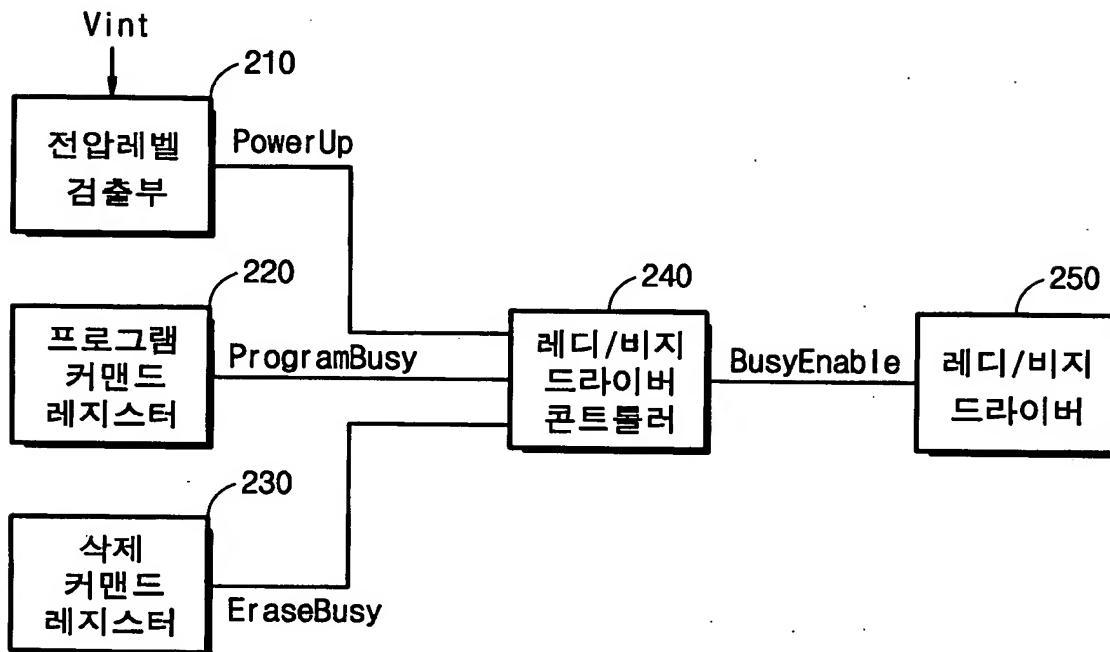 Vint
210
전압레벨
검출부
PowerUp
220
프로그램
커맨드
레지스터
ProgramBusy
230
삭제
커맨드
레지스터
EraseBusy
240
레디/비지
드라이버
콘트롤러
BusyEnable
250
레디/비지
드라이버